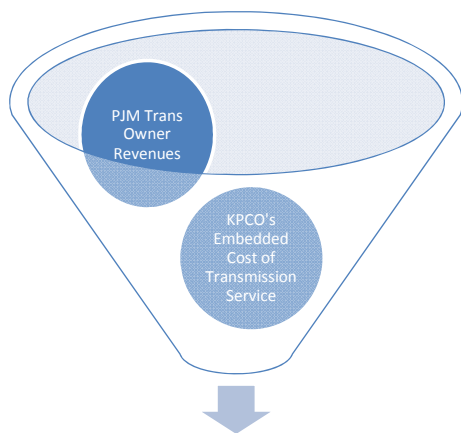 PJM Trans
Owner
Revenues
KPCO's
Embedded
Cost of
Transmission
Service